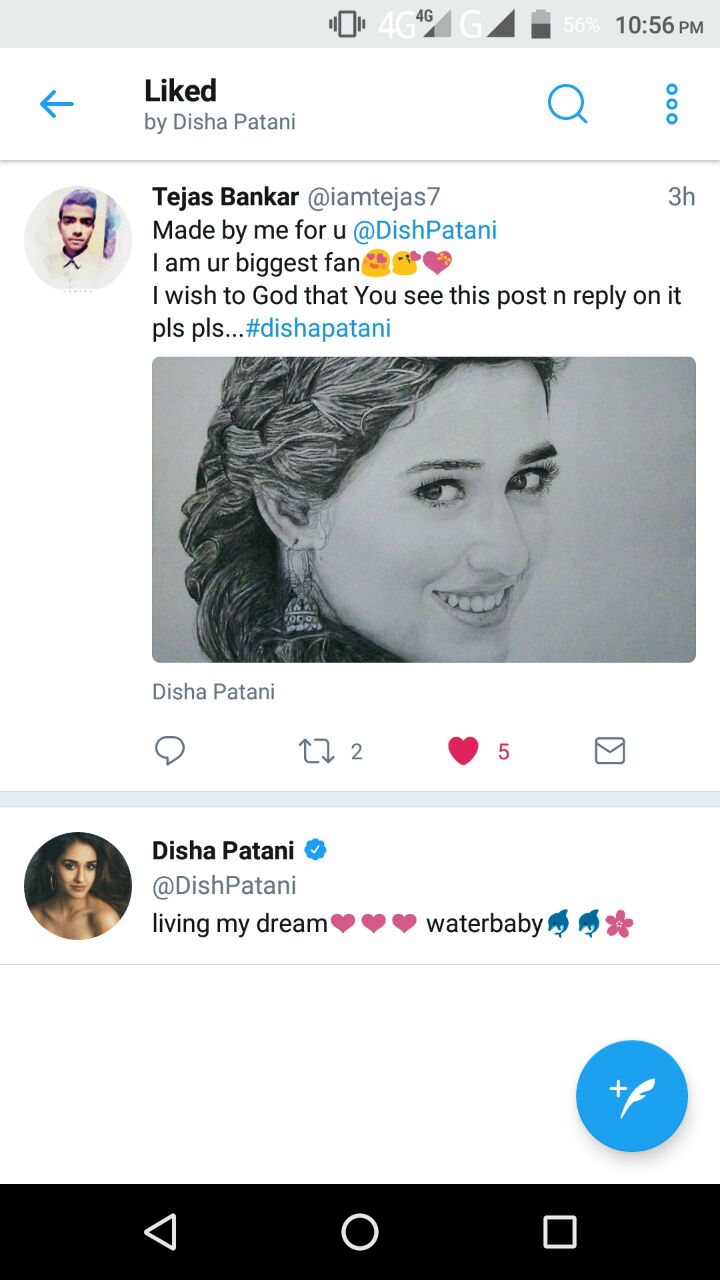 4G 4G G 56% 10:56 PM
Liked
by Disha Patani
Tejas Bankar @iamtejas7 3h
Made by me for u @DishPatani
I am ur biggest fan😍😘💝
I wish to God that You see this post n reply on it
pls pls...#dishapatani
Disha Patani
2 5
Disha Patani
@DishPatani
living my dream❤❤❤ waterbaby🐬🐬🌸